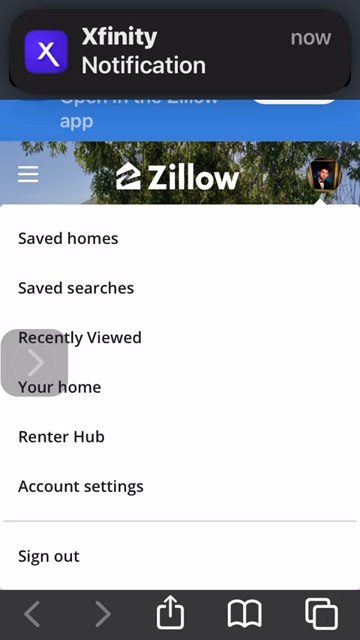 Xfinity
now
Notification
Open in the Zillow
app
Zillow
Saved homes
Saved searches
Recently Viewed
Your home
Renter Hub
Account settings
Sign out